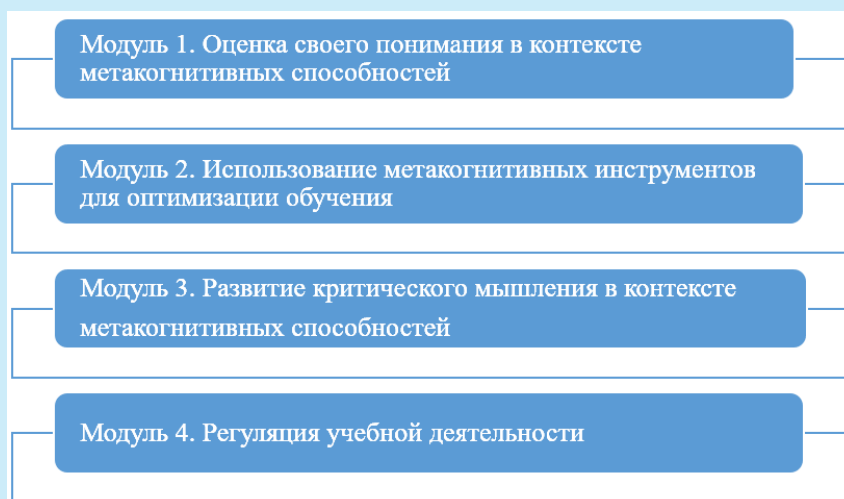 Модуль 1. Оценка своего понимания в контексте
метакогнитивных способностей
Модуль 2. Использование метакогнитивных инструментов
для оптимизации обучения
Модуль 3. Развитие критического мышления в контексте
метакогнитивных способностей
Модуль 4. Регуляция учебной деятельности